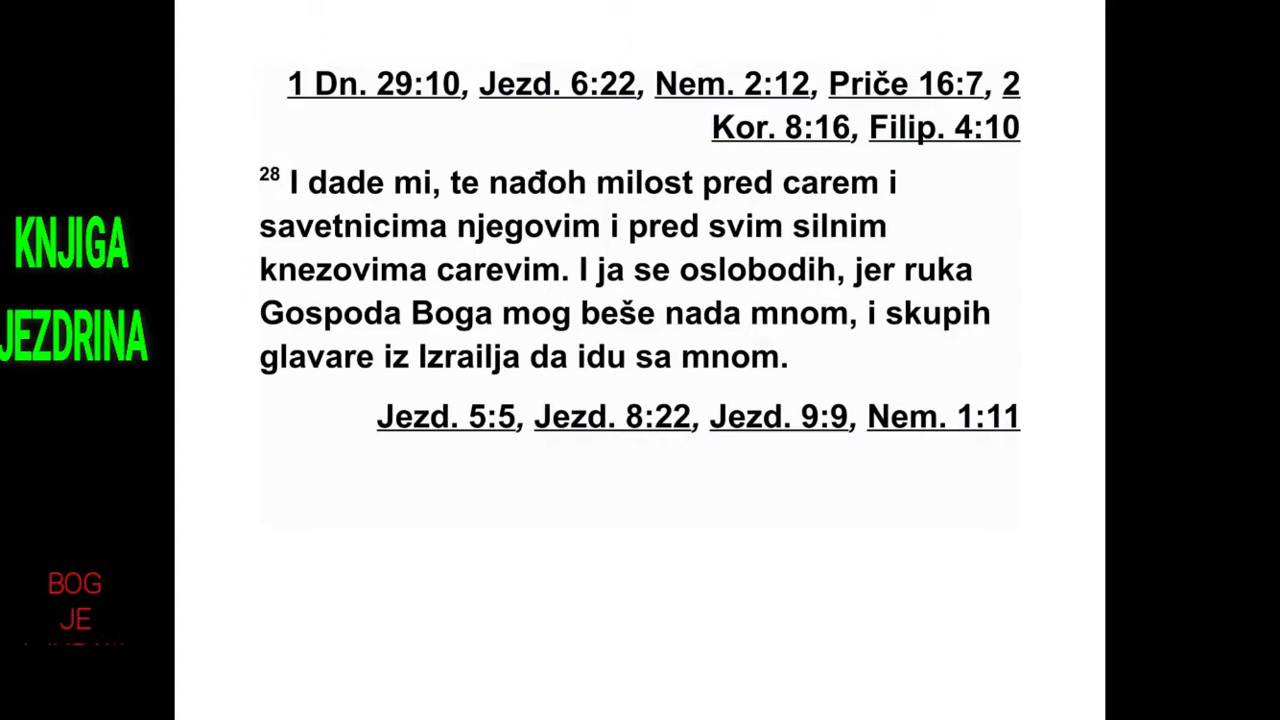 1 Dn. 29:10, Jezd. 6:22, Nem. 2:12, Priče 16:7, 2
Kor. 8:16, Filip. 4:10
28 I dade mi, te nađoh milost pred carem i
savetnicima njegovim i pred svim silnim
knezovima carevim. I ja se oslobodih, jer ruka
Gospoda Boga mog beše nada mnom, i skupih
glavare iz Izrailja da idu sa mnom.
Jezd. 5:5, Jezd. 8:22, Jezd. 9:9, Nem. 1:11
KNJIGA
JEZDRINA
BOG
JE